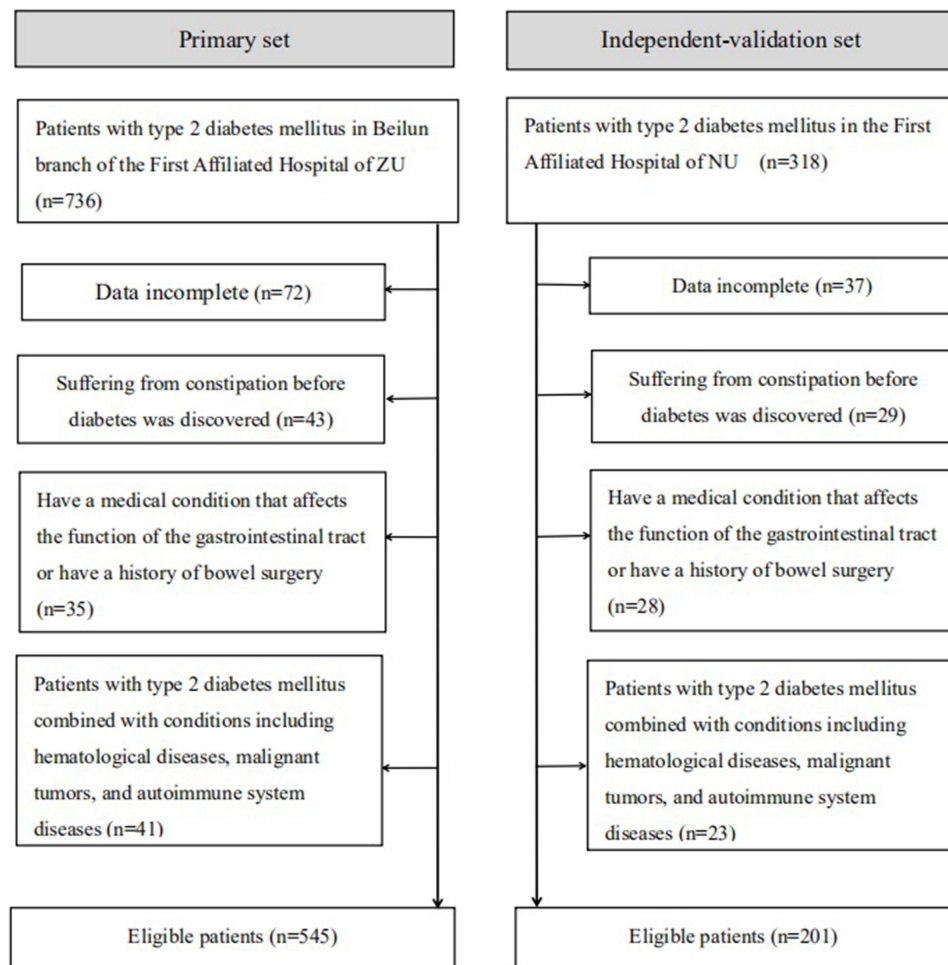 Primary set
Patients with type 2 diabetes mellitus in Beilun
branch of the First Affiliated Hospital of ZU
(n=736)
Data incomplete (n=72)
Suffering from constipation before
diabetes was discovered (n=43)
Have a medical condition that affects
the function of the gastrointestinal tract
or have a history of bowel surgery
(n=35)
Patients with type 2 diabetes mellitus
combined with conditions including
hematological diseases, malignant
tumors, and autoimmune system
diseases (n=41)
Eligible patients (n=545)
Independent-validation set
Patients with type 2 diabetes mellitus in the First
Affiliated Hospital of NU (n=318)
Data incomplete (n=37)
Suffering from constipation before
diabetes was discovered (n=29)
Have a medical condition that affects
the function of the gastrointestinal tract
or have a history of bowel surgery
(n=28)
Patients with type 2 diabetes mellitus
combined with conditions including
hematological diseases, malignant
tumors, and autoimmune system
diseases (n=23)
Eligible patients (n=201)